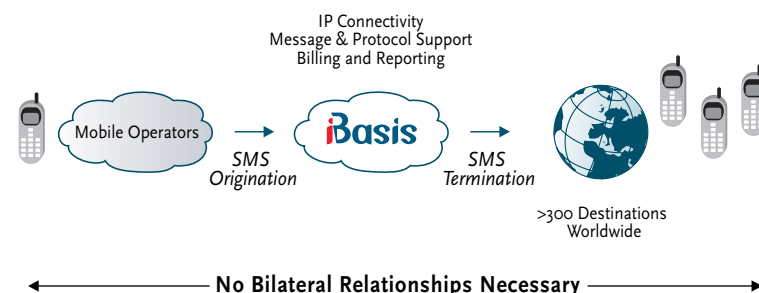 IP Connectivity
Message & Protocol Support
Billing and Reporting
Mobile Operators
iBasis
SMS
Origination
SMS
Termination
>300 Destinations
Worldwide
No Bilateral Relationships Necessary